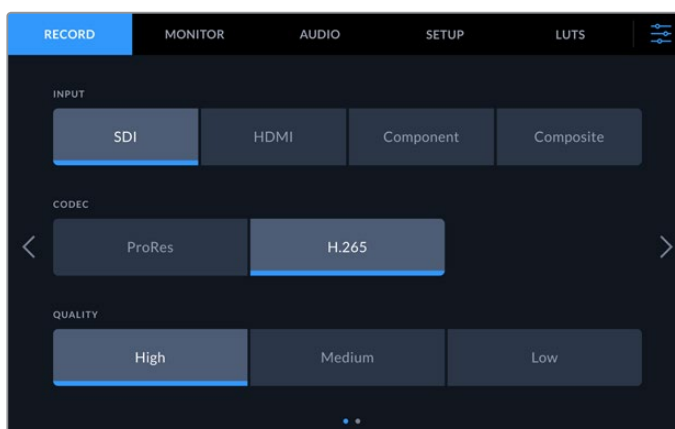 RECORD MONITOR AUDIO SETUP LUTS
INPUT
SDI HDMI Component Composite
CODEC
ProRes H.265
QUALITY
High Medium Low